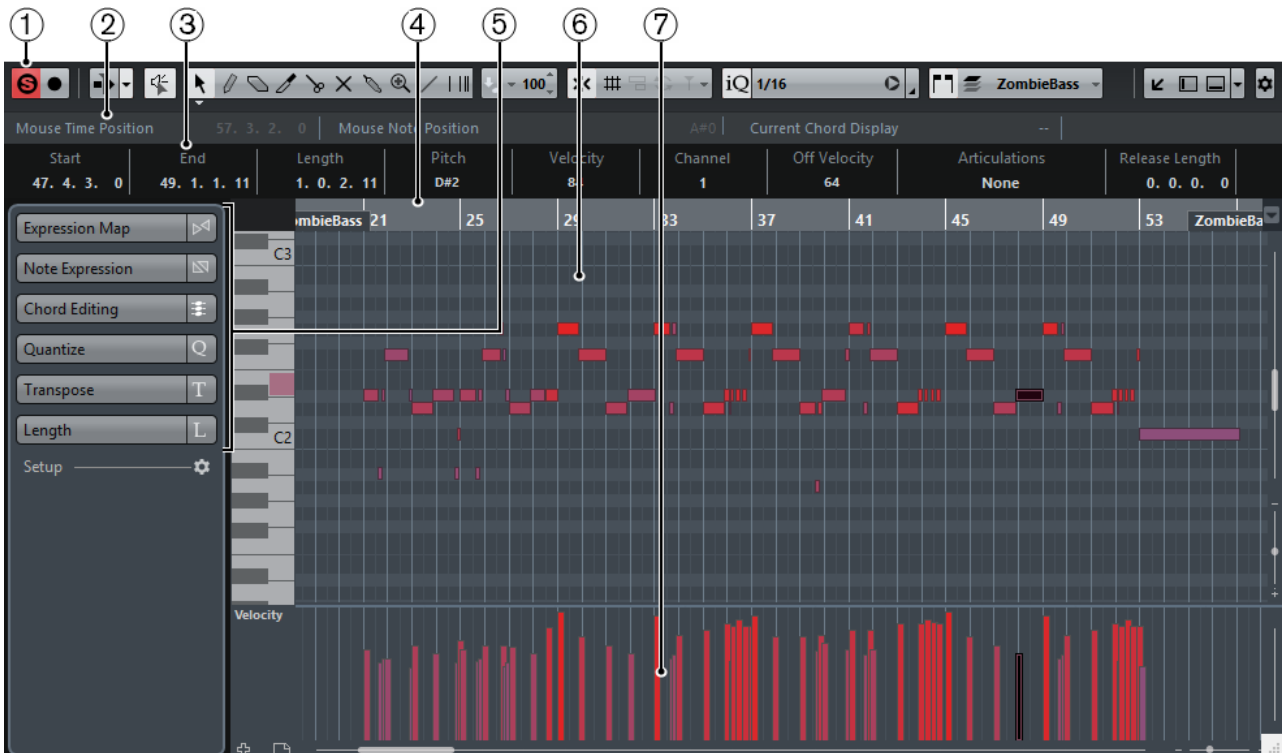 1 2 3 4 5 6 7
S 100 iQ 1/16 ZombieBass
Mouse Time Position 57. 3. 2. 0 Mouse Note Position A#0 Current Chord Display --
Start End Length Pitch Velocity Channel Off Velocity Articulations Release Length
47. 4. 3. 0 49. 1. 1. 11 1. 0. 2. 11 D#2 1 64 None 0. 0. 0. 0
ombieBass 21 25 29 33 37 41 45 49 53 ZombieBa
Expression Map
C3
Note Expression
Chord Editing
Quantize Q
Transpose T
Length L
C2
Setup
Velocity